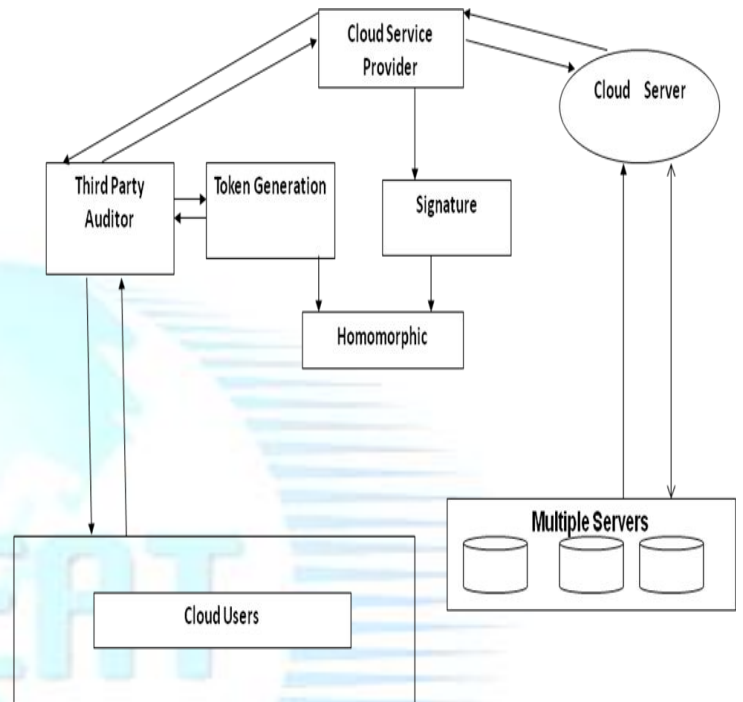 Cloud Service
Provider
Cloud Server
Third Party
Auditor
Token Generation
Signature
Homomorphic
Multiple Servers
Cloud Users